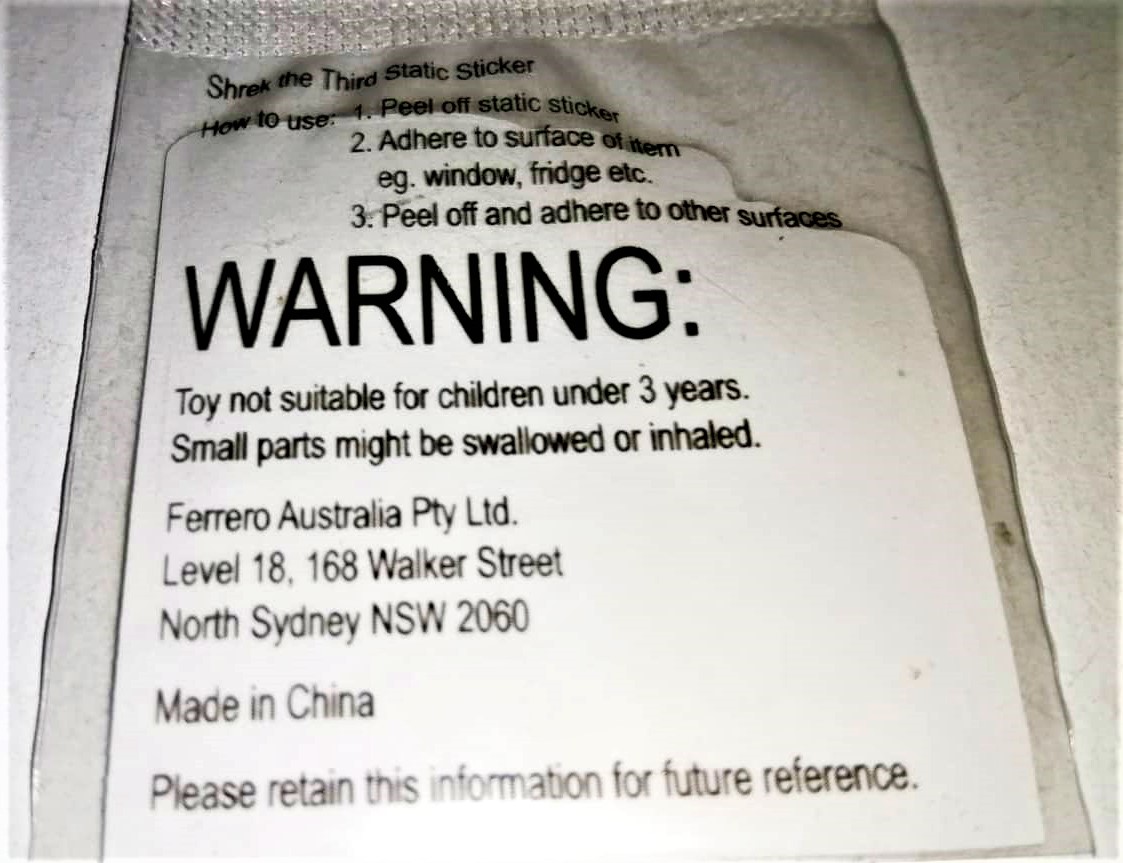 Shrek the Third Static Sticker
How to use: 1. Peel off static sticker
2. Adhere to surface of item
eg. window, fridge etc.
3. Peel off and adhere to other surfaces
WARNING:
Toy not suitable for children under 3 years.
Small parts might be swallowed or inhaled.
Ferrero Australia Pty Ltd.
Level 18, 168 Walker Street
North Sydney NSW 2060
Made in China
Please retain this information for future reference.